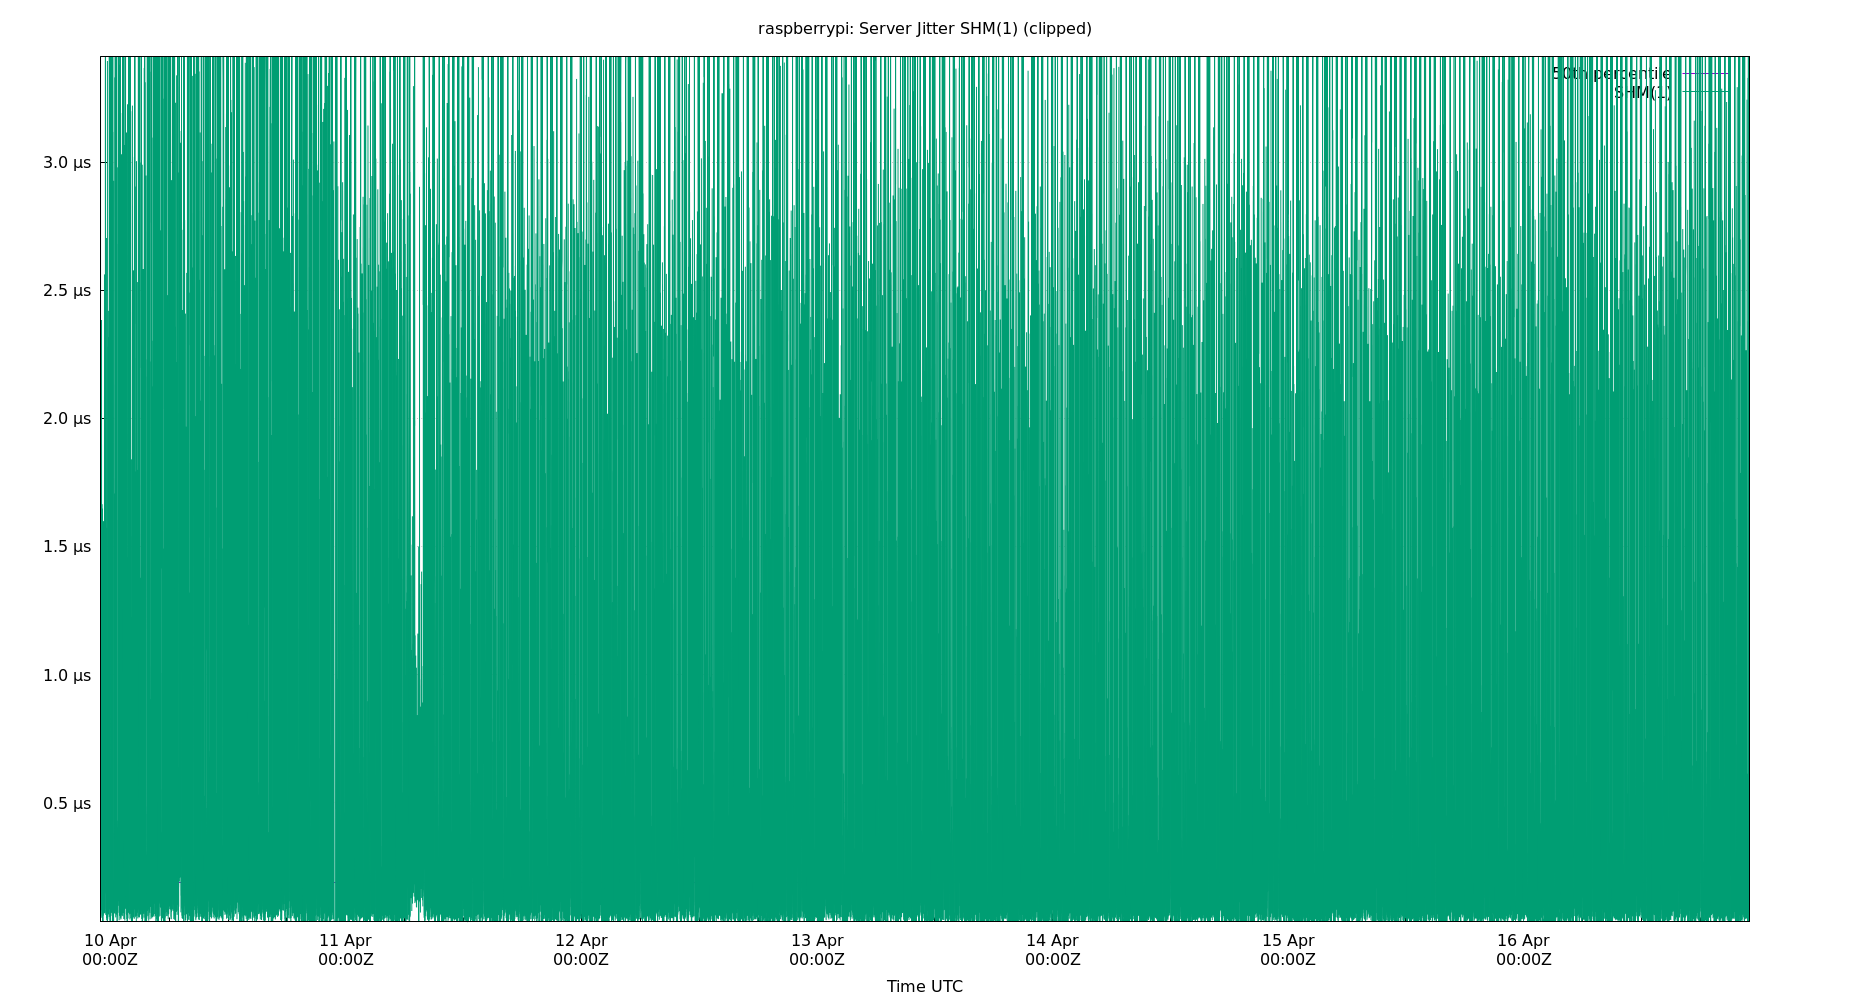 raspberrypi: Server Jitter SHM(1) (clipped)
50th percentile
SHM(1)
3.0 µs
2.5 µs
2.0 µs
1.5 µs
1.0 µs
0.5 µs
10 Apr 11 Apr 12 Apr 13 Apr 14 Apr 15 Apr 16 Apr
00:00Z 00:00Z 00:00Z 00:00Z 00:00Z 00:00Z 00:00Z
Time UTC